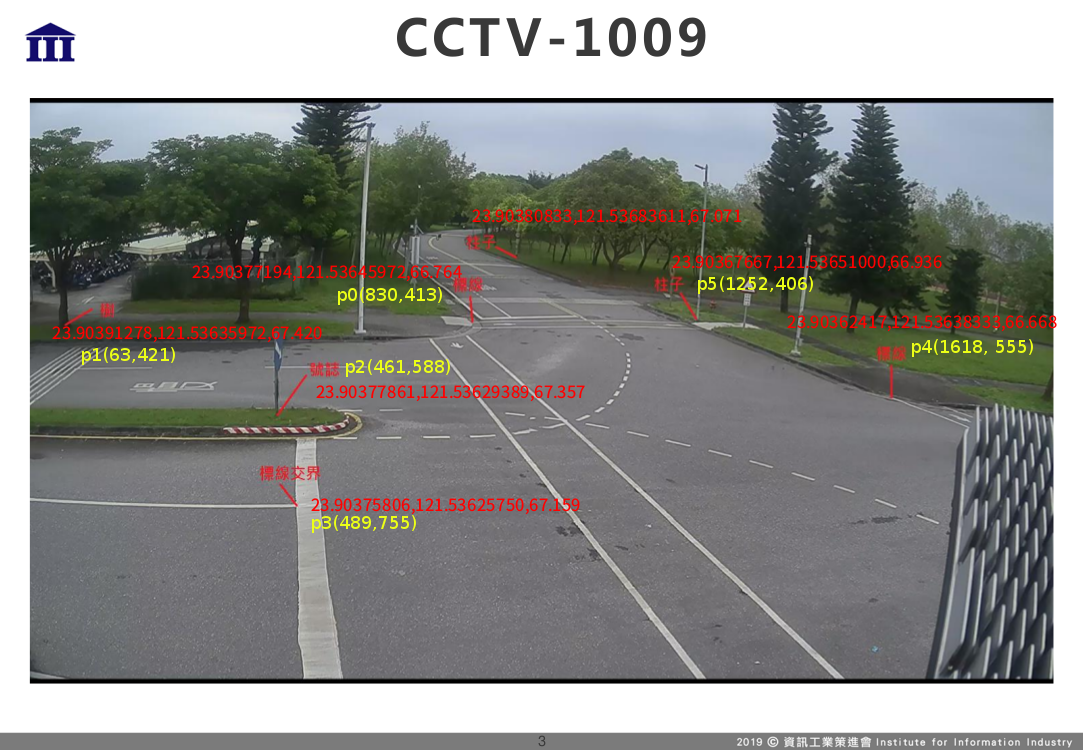 CCTV-1009
23.90380833,121.53683611,67.071
柱子
23.90367667,121.53651000,66.936
23.90377194,121.53645972,66.764
標線
柱子
p5(1252,406)
p0(830,413)
23.90362417,121.53638333,66.668
23.90391278,121.53635972,67.420
p4(1618, 555)
p1(63,421)
號誌
p2(461,588)
23.90377861,121.53629389,67.357
標線交界
23.90375806,121.53625750,67.159
p3(489,755)
3
2019 © 資訊工業策進會 Institute for Information Industry